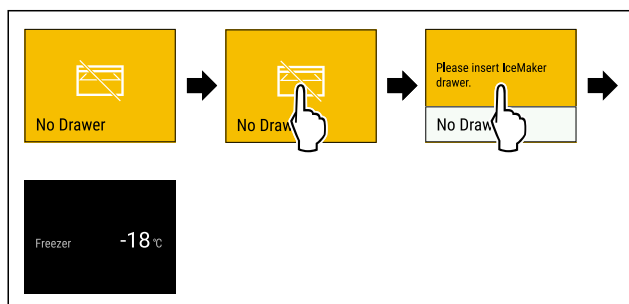 No Drawer
No Draw
Please insert IceMaker
drawer.
No Draw
Freezer -18 °C